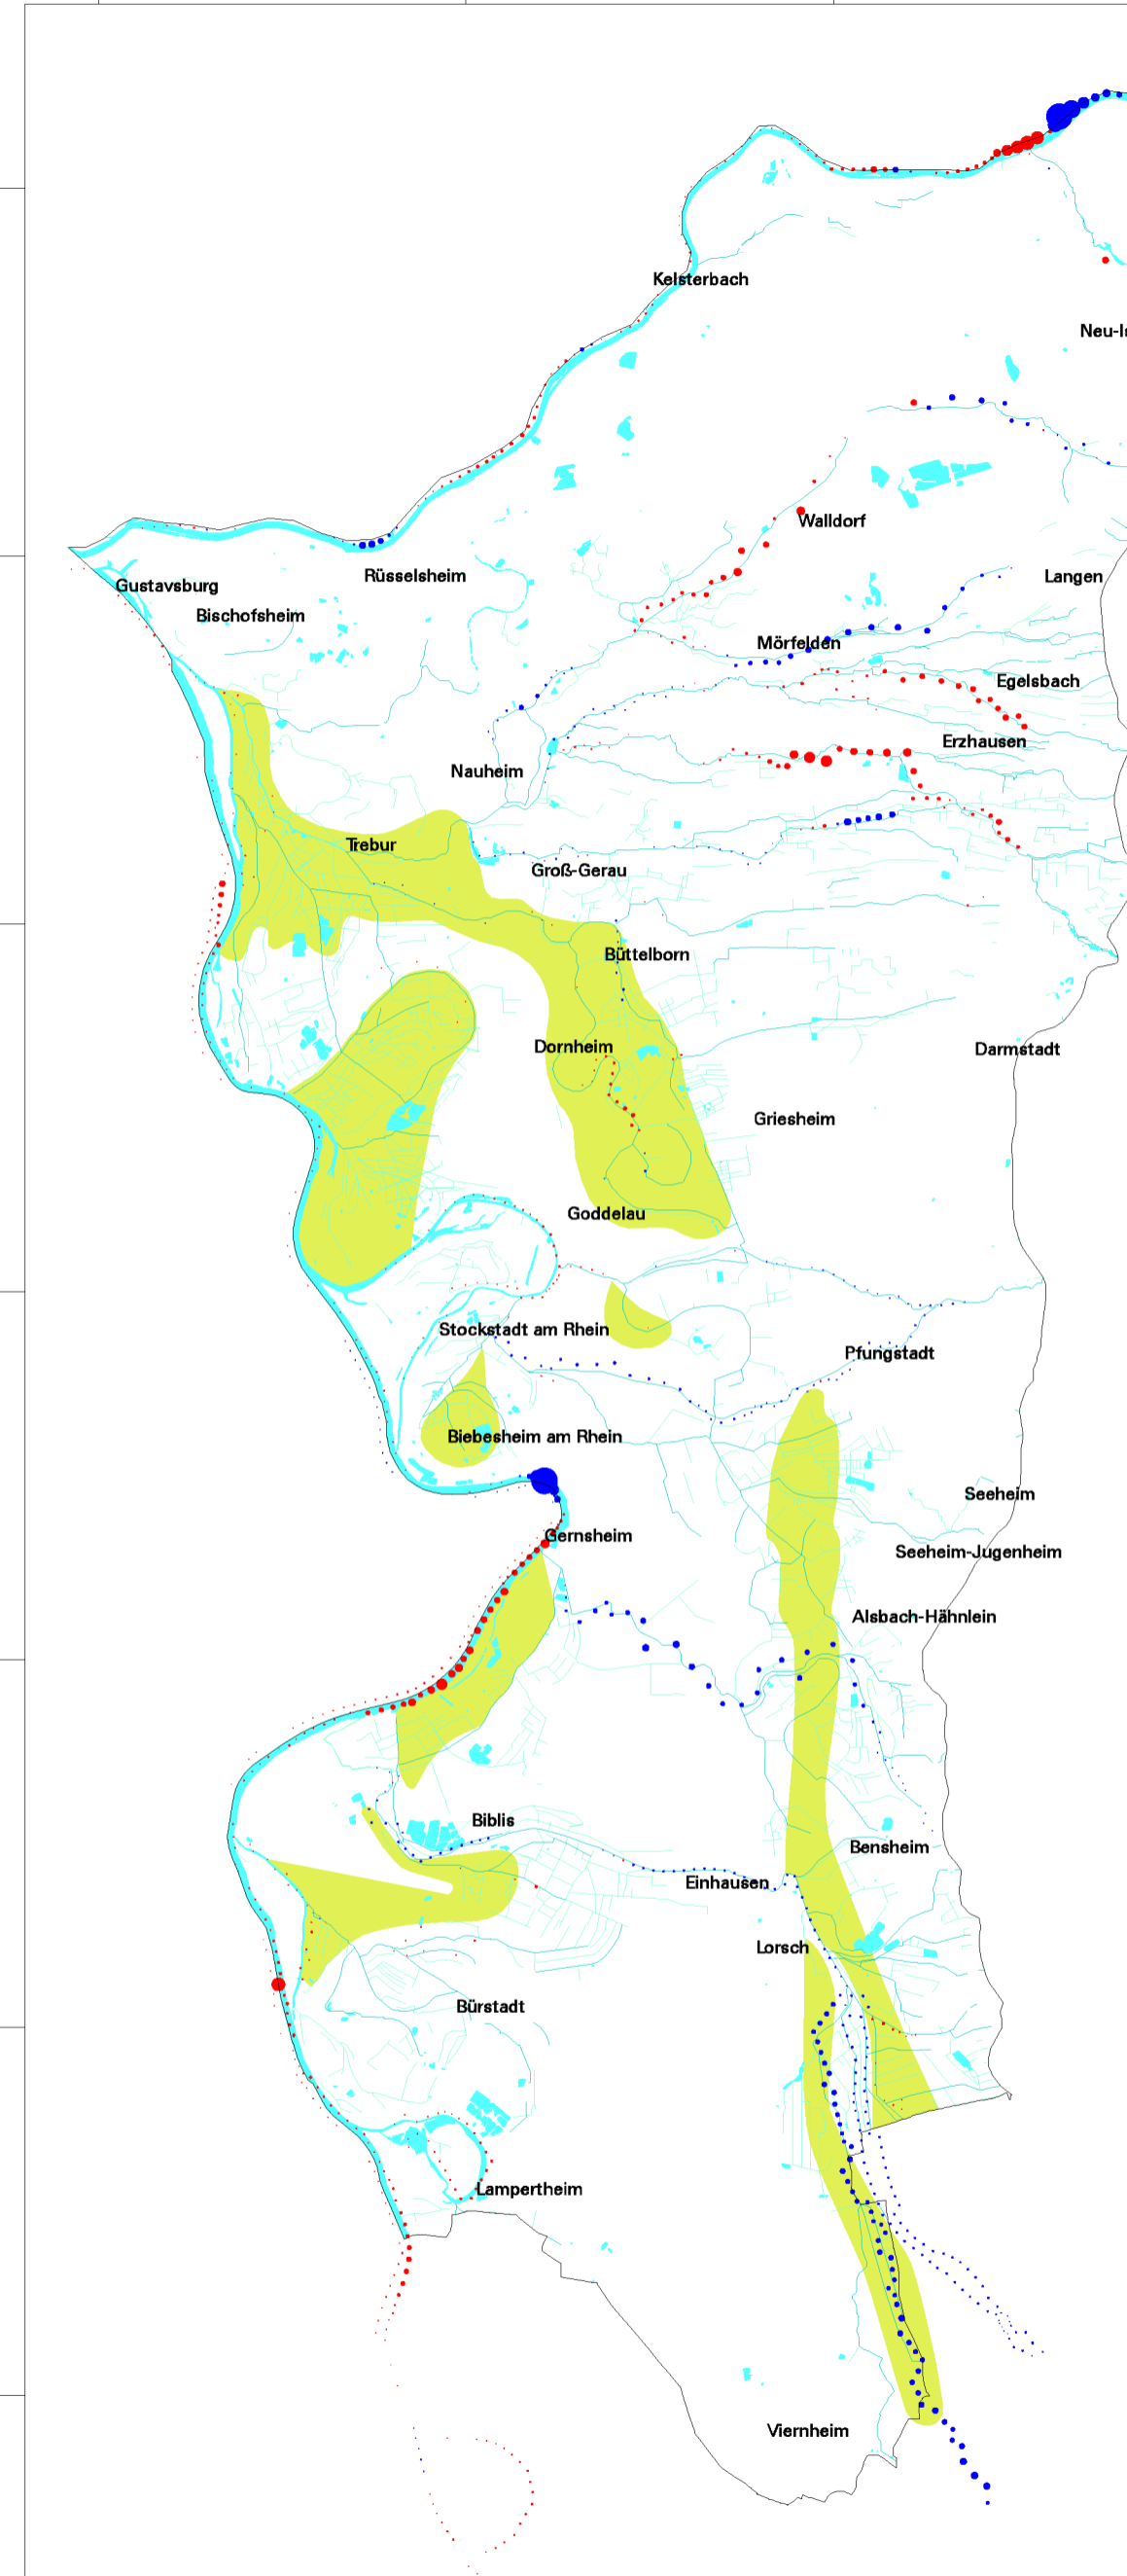 Kelsterbach
Neu-Is
Walldorf
Rüsselsheim
Langen
Gustavsburg
Bischofsheim
Mörfelden
Egelsbach
Erzhausen
Nauheim
Trebur
Groß-Gerau
Büttelborn
Dornheim
Darmstadt
Griesheim
Goddelau
Stockstadt am Rhein
Pfungstadt
Biebesheim am Rhein
Seeheim
Gernsheim
Seeheim-Jugenheim
Alsbach-Hähnlein
Biblis
Bensheim
Einhausen
Lorsch
Bürstadt
Lampertheim
Viernheim